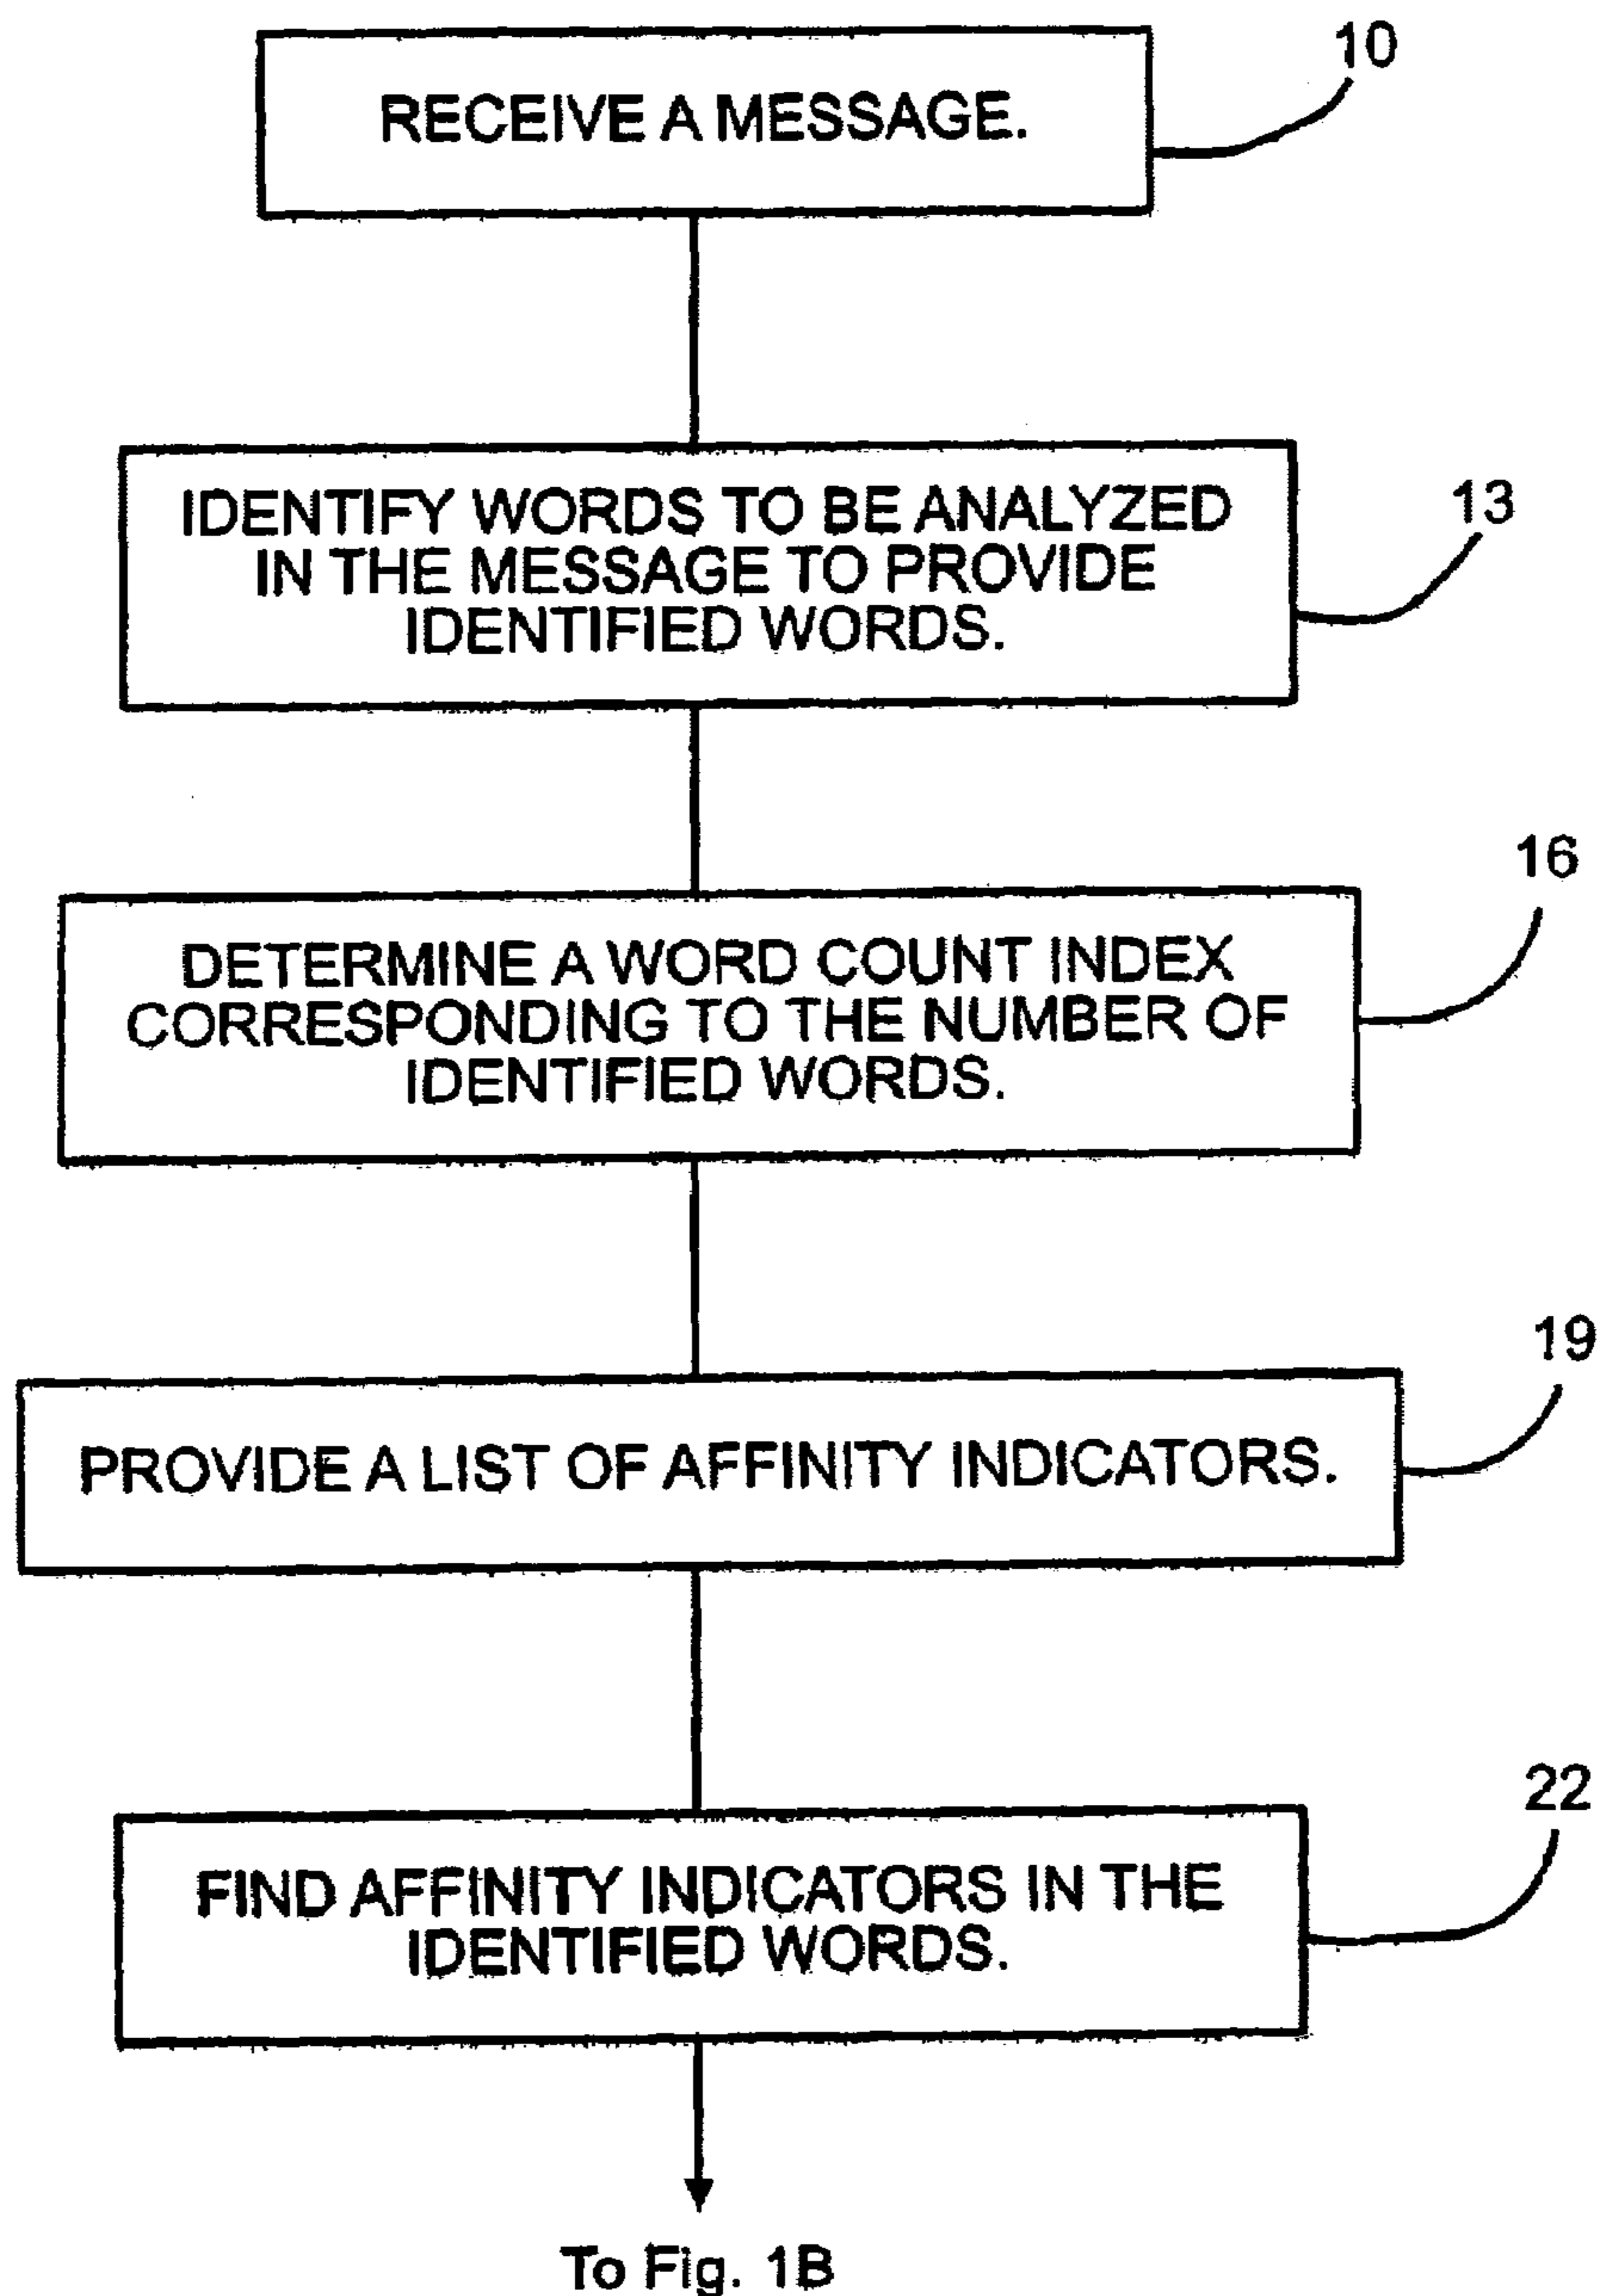 10
RECEIVE A MESSAGE.
13
IDENTIFY WORDS TO BE ANALYZED
IN THE MESSAGE TO PROVIDE
IDENTIFIED WORDS.
16
DETERMINE A WORD COUNT INDEX
CORRESPONDING TO THE NUMBER OF
IDENTIFIED WORDS.
19
PROVIDE A LIST OF AFFINITY INDICATORS.
22
FIND AFFINITY INDICATORS IN THE
IDENTIFIED WORDS.
To Fig. 1B